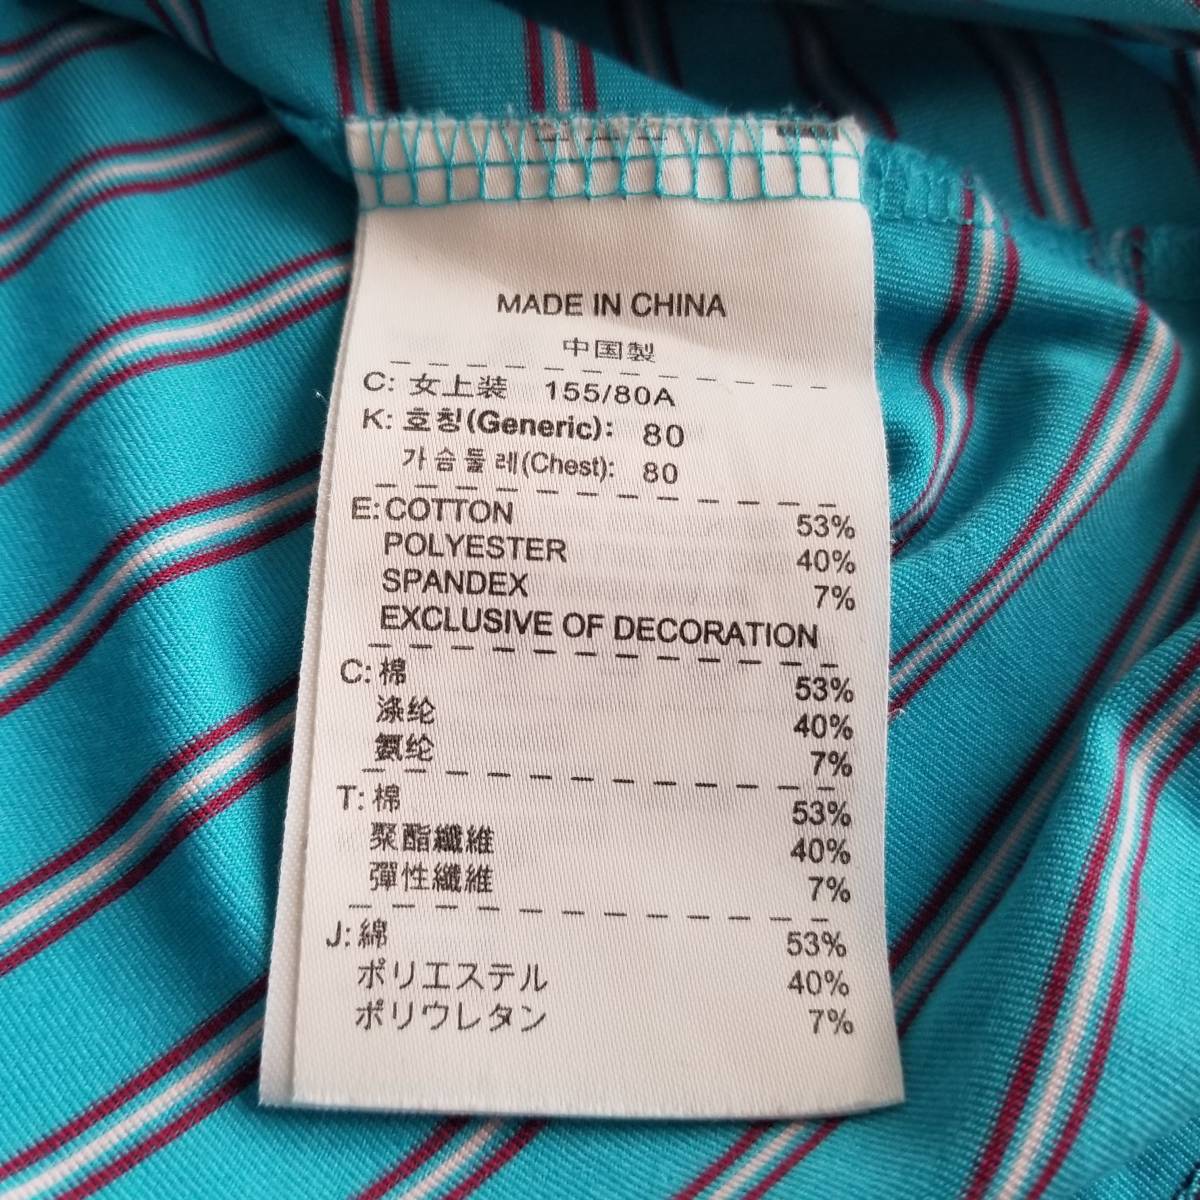 MADE IN CHINA
中国製
C: 女上装 155/80A
K: 호칭(Generic): 80
가슴둘레(Chest): 80
E: COTTON 53%
POLYESTER 40%
SPANDEX 7%
EXCLUSIVE OF DECORATION
C: 棉 53%
涤纶 40%
氨纶 7%
T: 棉 53%
聚酯纖維 40%
彈性纖維 7%
J: 綿 53%
ポリエステル 40%
ポリウレタン 7%